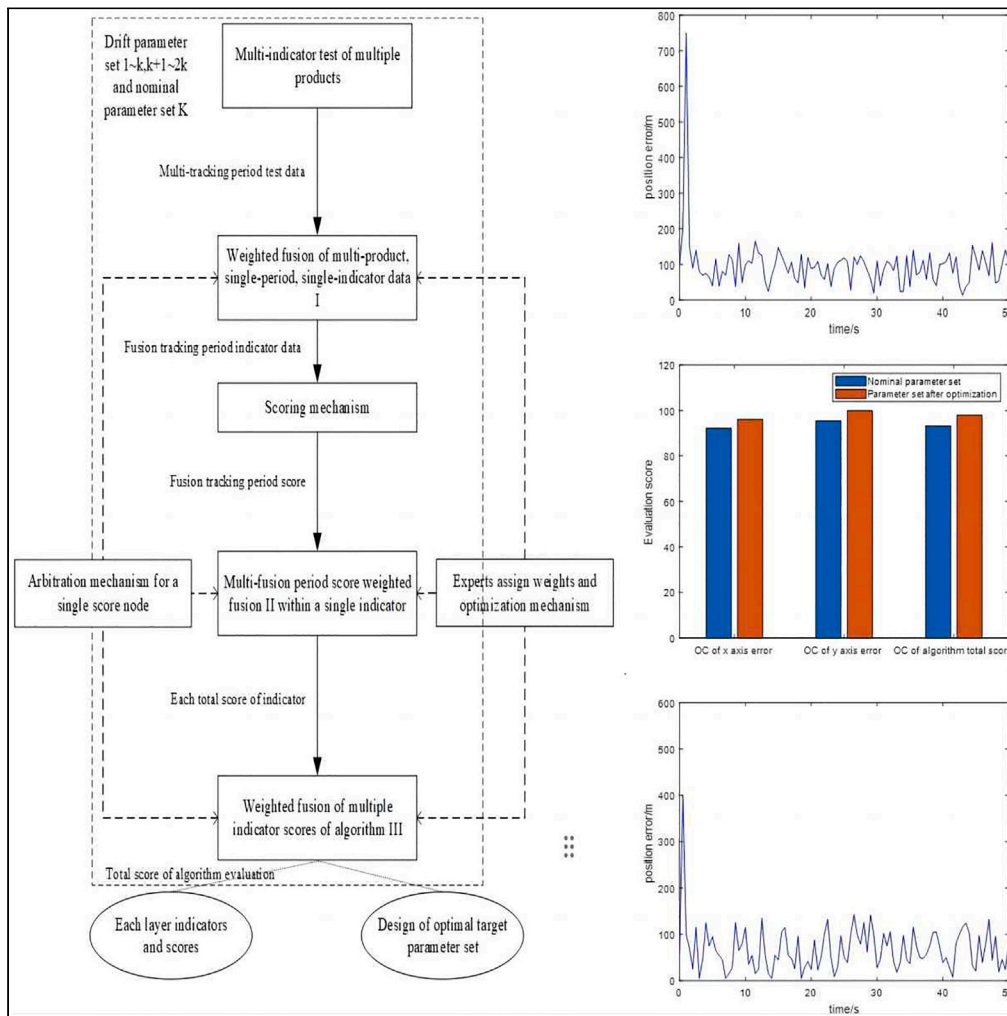 Drift parameter
set 1~k,k+1~2k
and nominal
parameter set K
Multi-indicator test of multiple
products
Multi-tracking period test data
Weighted fusion of multi-product,
single-period, single-indicator data
I
Fusion tracking period indicator data
Scoring mechanism
Fusion tracking period score
Arbitration mechanism for a
single score node
Multi-fusion period score weighted
fusion II within a single indicator
Experts assign weights and
optimization mechanism
Each total score of indicator
Weighted fusion of multiple
indicator scores of algorithm III
Total score of algorithm evaluation
Each layer indicators
and scores
Design of optimal target
parameter set
800
700
600
500
400
300
200
100
0
position error/m
0 10 20 30 40 5
time/s
120
100
80
60
40
20
0
Evaluation score
Nominal parameter set
Parameter set after optimization
OC of x axis error OC of y axis error OC of algorithm total scor
600
500
400
300
200
100
0
position error/m
0 10 20 30 40 5
time/s